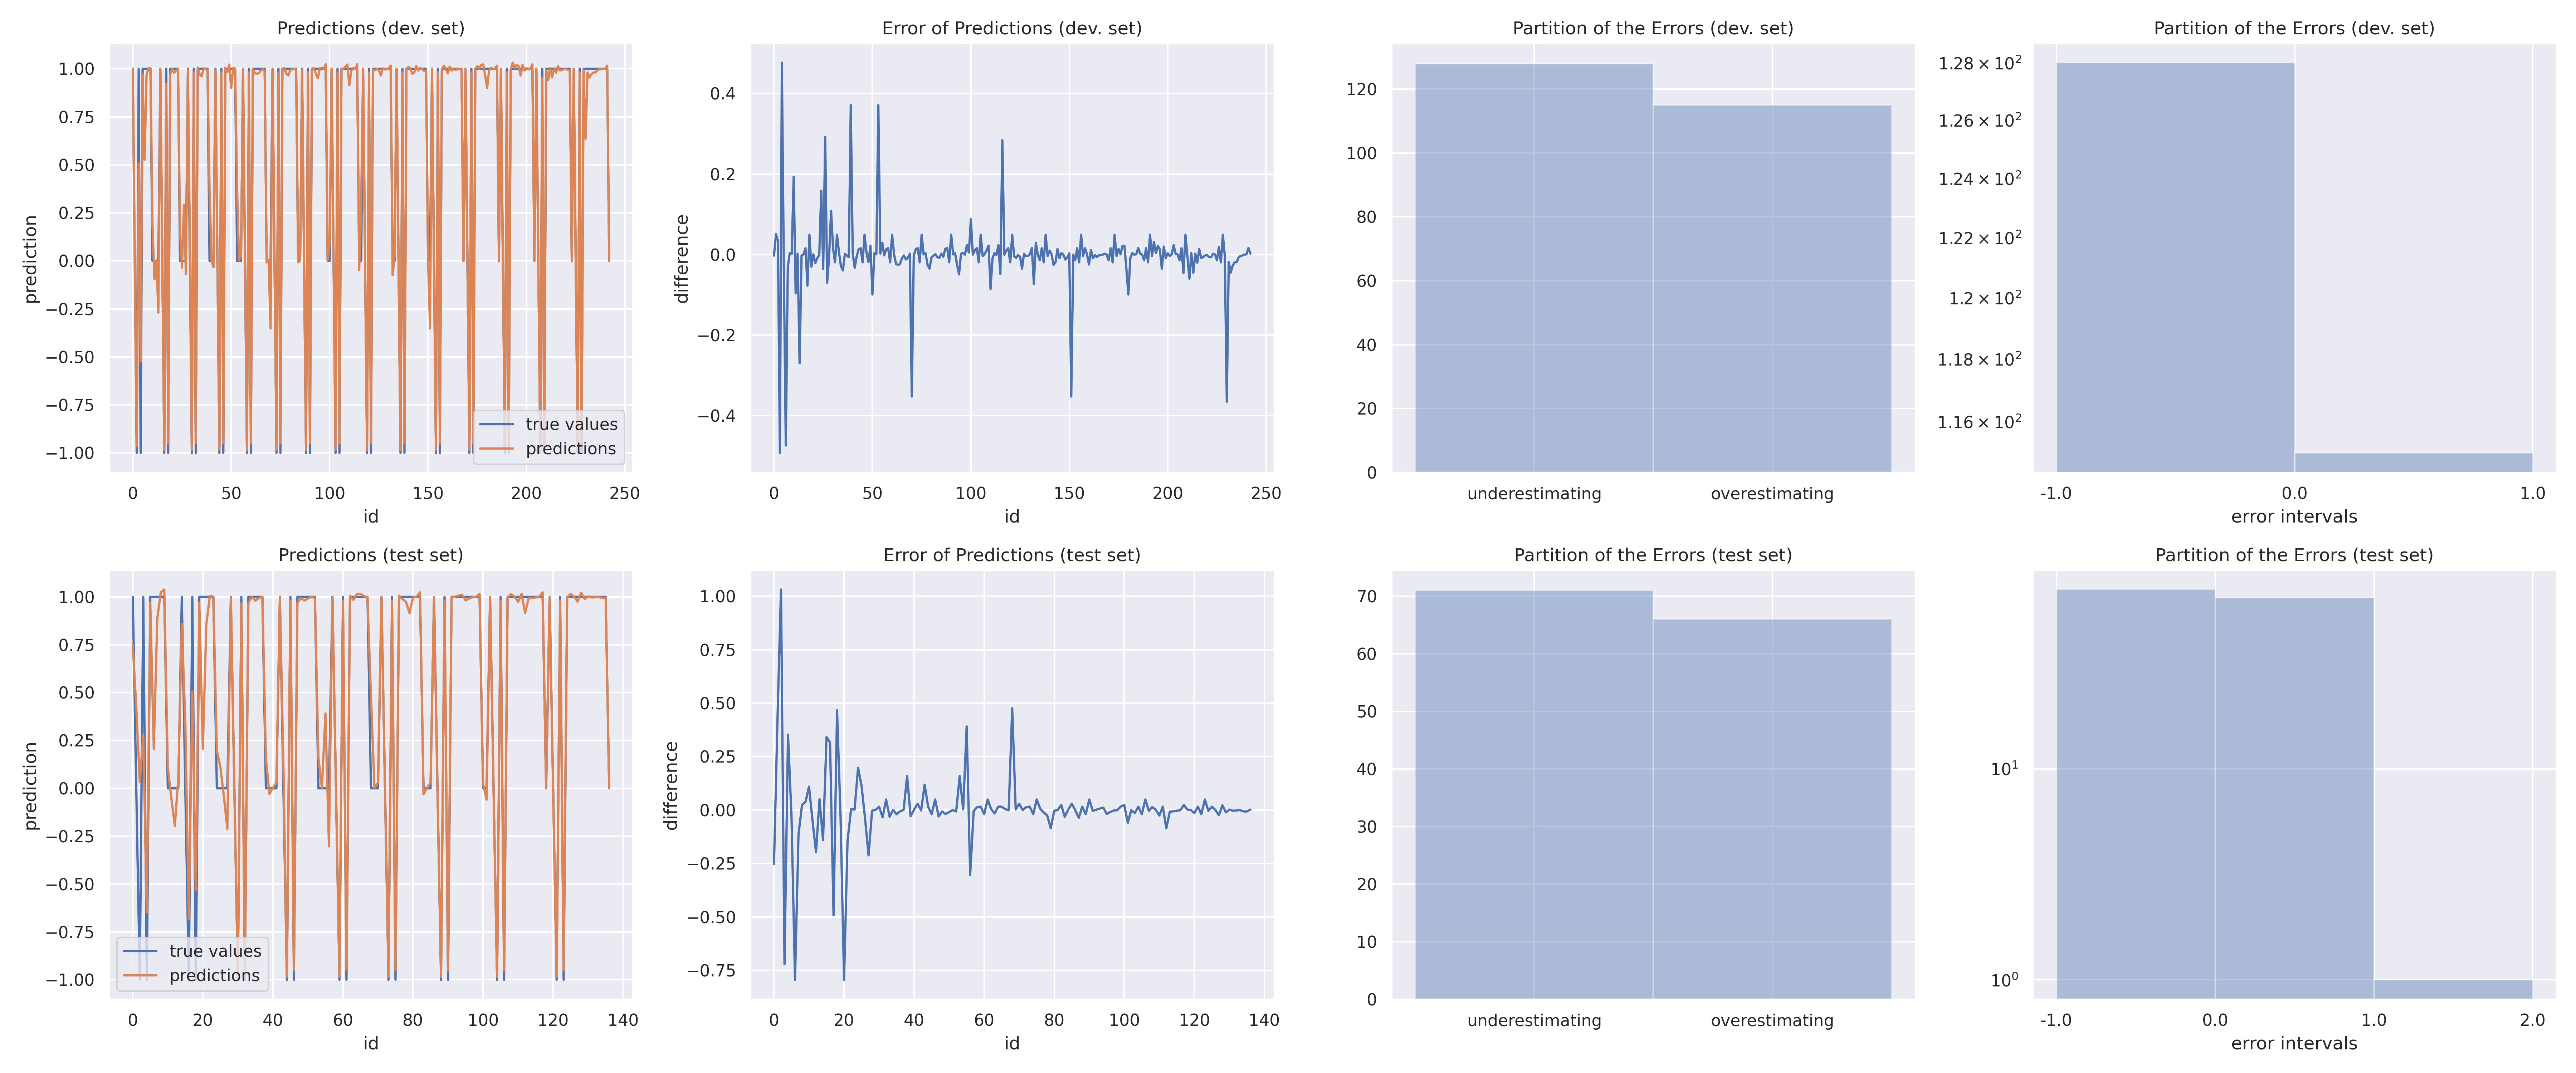 Predictions (dev. set)
1.00
0.75
0.50
0.25
0.00
−0.25
−0.50
−0.75
−1.00
prediction
true values
predictions
0 50 100 150 200 250
id
Error of Predictions (dev. set)
0.4
0.2
0.0
−0.2
−0.4
difference
0 50 100 150 200 250
id
Partition of the Errors (dev. set)
120
100
80
60
40
20
0
underestimating overestimating
Partition of the Errors (dev. set)
1.28 × 10²
1.26 × 10²
1.24 × 10²
1.22 × 10²
1.2 × 10²
1.18 × 10²
1.16 × 10²
-1.0 0.0 1.0
error intervals
Predictions (test set)
1.00
0.75
0.50
0.25
0.00
−0.25
−0.50
−0.75
−1.00
prediction
true values
predictions
0 20 40 60 80 100 120 140
id
Error of Predictions (test set)
1.00
0.75
0.50
0.25
0.00
−0.25
−0.50
−0.75
difference
0 20 40 60 80 100 120 140
id
Partition of the Errors (test set)
70
60
50
40
30
20
10
0
underestimating overestimating
Partition of the Errors (test set)
10¹
10⁰
-1.0 0.0 1.0 2.0
error intervals